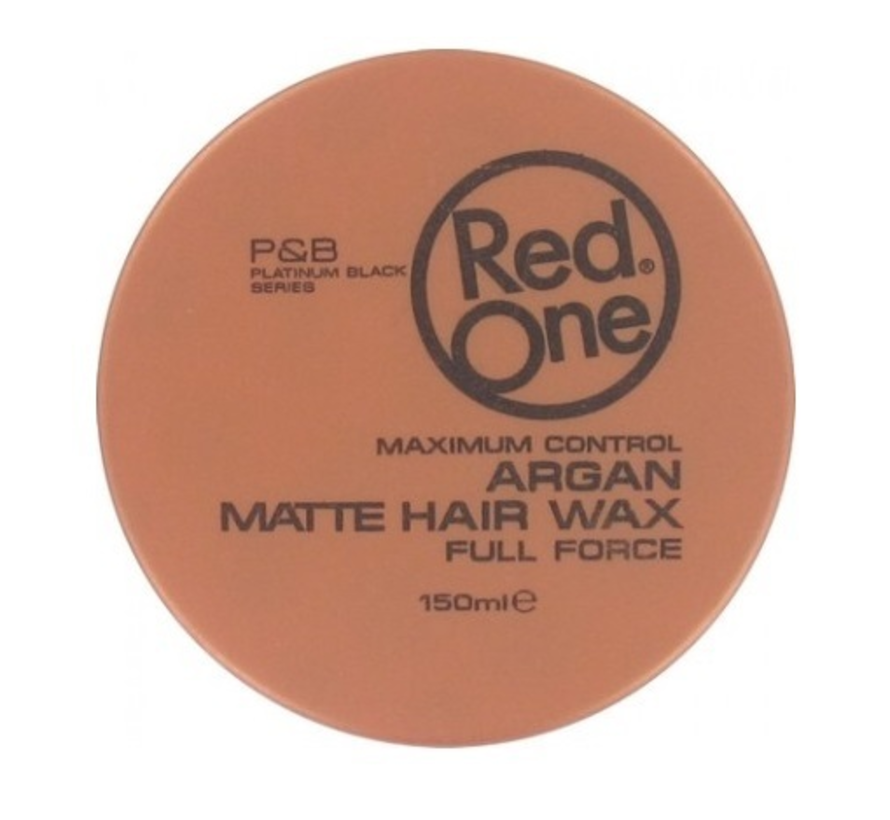 P&B
PLATINUM BLACK
SERIES
Red®
One
MAXIMUM CONTROL
ARGAN
MATTE HAIR WAX
FULL FORCE
150ml℮